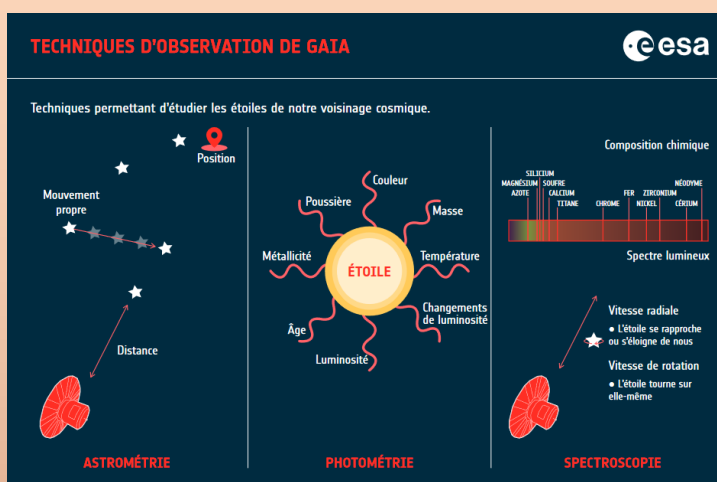 TECHNIQUES D'OBSERVATION DE GAIA
esa
Techniques permettant d'étudier les étoiles de notre voisinage cosmique.
Position
Mouvement
propre
Distance
ASTROMÉTRIE
Couleur
Poussière
Masse
Métallicité
ÉTOILE
Température
Changements
de luminosité
Âge
Luminosité
PHOTOMÉTRIE
Composition chimique
SILICIUM
MAGNÉSIUM SOUFRE NÉODYME
AZOTE CALCIUM FER ZIRCONIUM
TITANE CHROME NICKEL CÉRIUM
Spectre lumineux
Vitesse radiale
• L'étoile se rapproche
ou s'éloigne de nous
Vitesse de rotation
• L'étoile tourne sur
elle-même
SPECTROSCOPIE